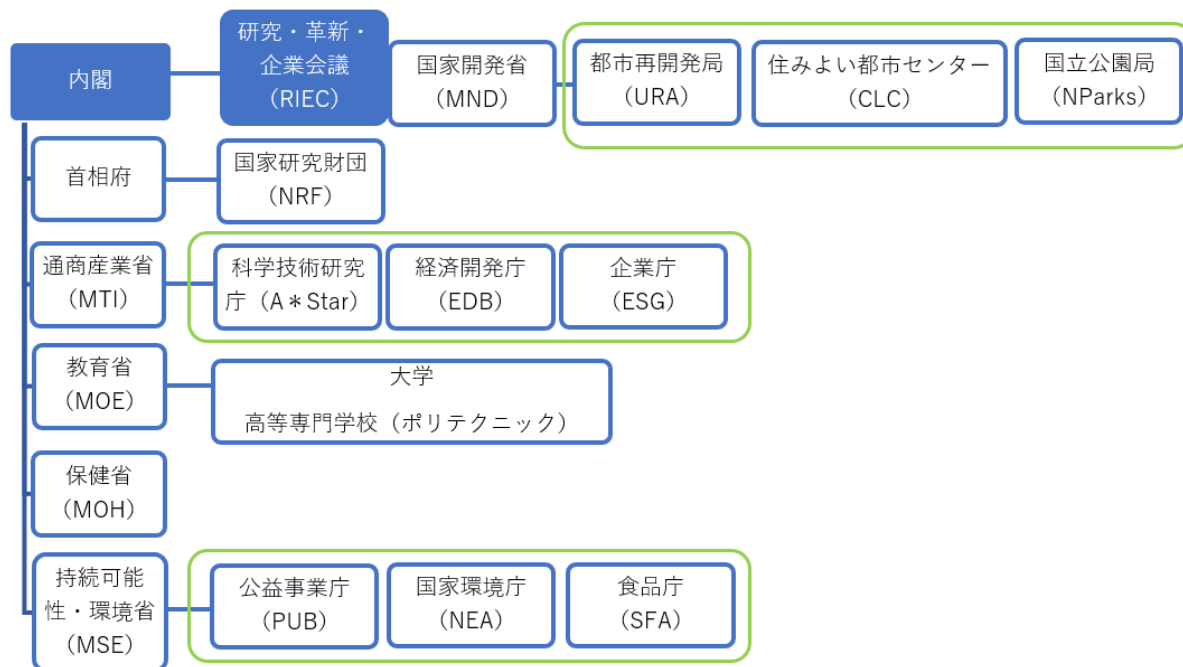 内閣
研究・革新・
企業会議
（RIEC）
国家開発省
（MND）
都市再開発局
（URA）
住みよい都市センター
（CLC）
国立公園局
（NParks）
首相府
国家研究財団
（NRF）
通商産業省
（MTI）
科学技術研究
庁（A＊Star）
経済開発庁
（EDB）
企業庁
（ESG）
教育省
（MOE）
大学
高等専門学校（ポリテクニック）
保健省
（MOH）
持続可能
性・環境省
（MSE）
公益事業庁
（PUB）
国家環境庁
（NEA）
食品庁
（SFA）